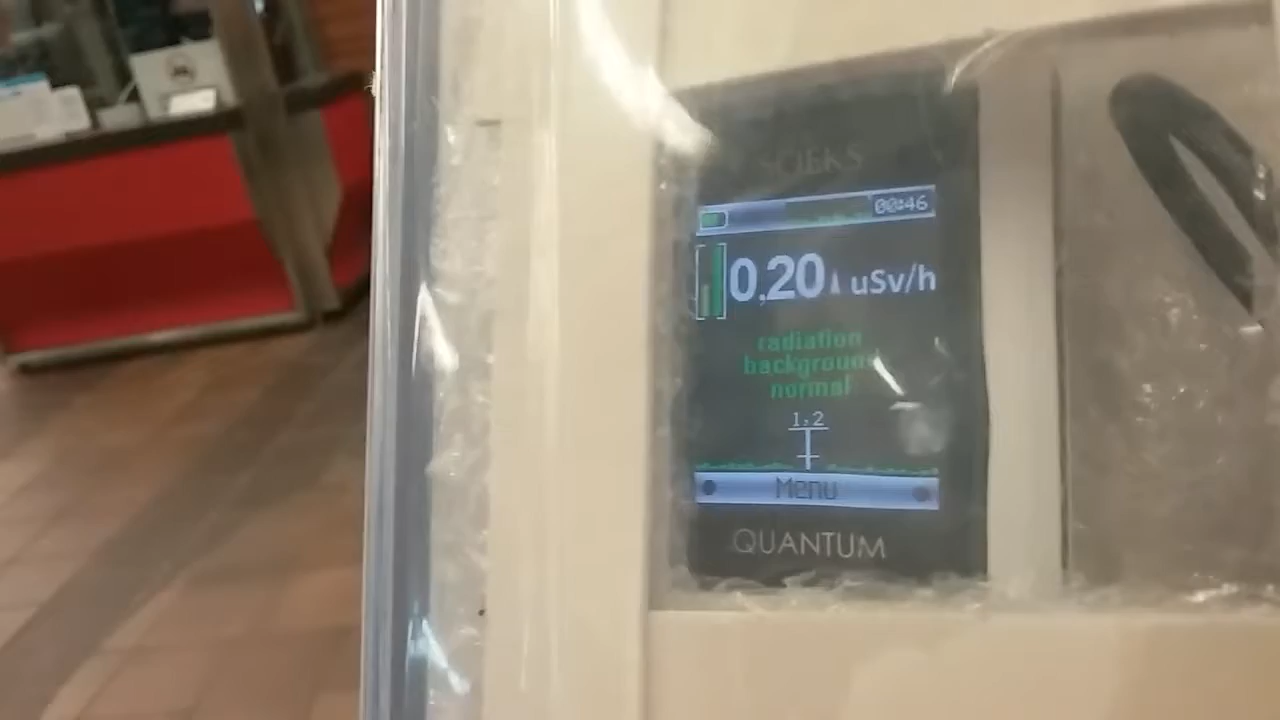 SOEKS
00:46
0,20 uSv/h
radiation
background
normal
1,2
Menu
QUANTUM